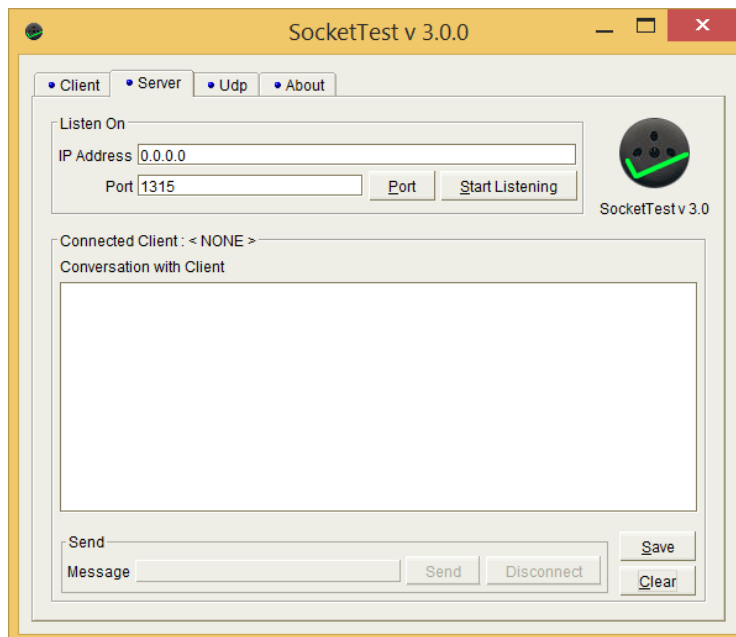 SocketTest v 3.0.0
Client Server Udp About
Listen On
IP Address 0.0.0.0
Port 1315 Port Start Listening
SocketTest v 3.0
Connected Client : < NONE >
Conversation with Client
Send
Message Send Disconnect
Save
Clear